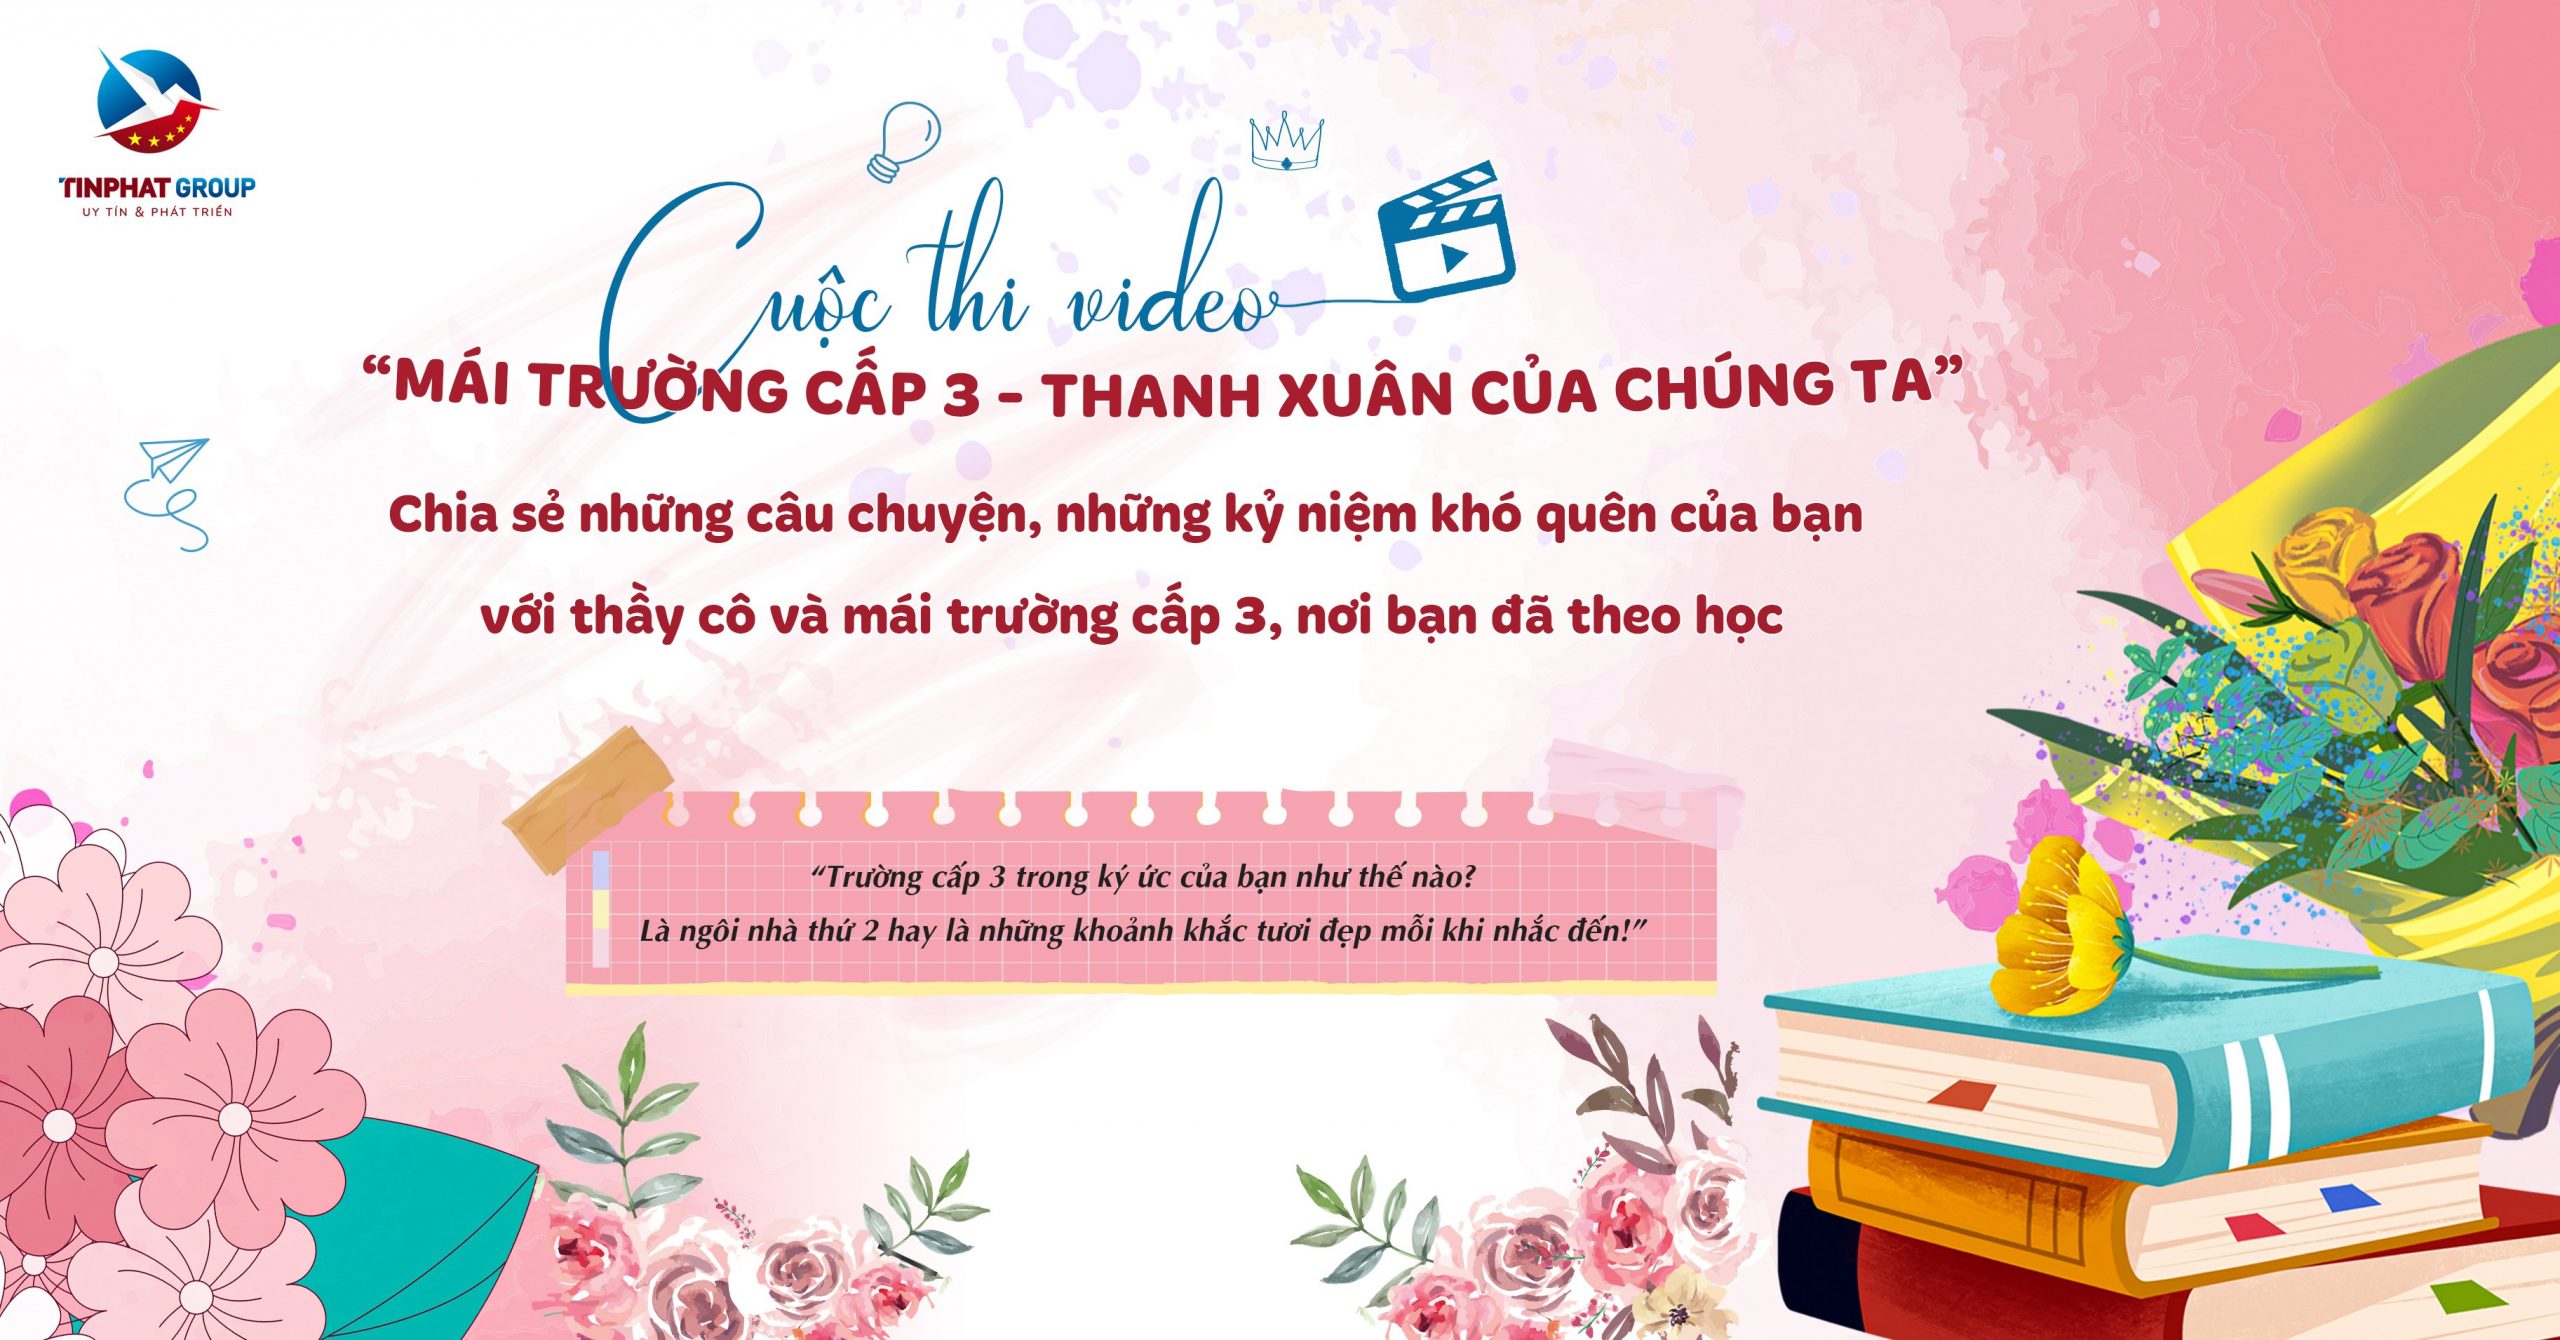 TINPHAT GROUP
UY TÍN & PHÁT TRIỂN
Cuộc thi video
“MÁI TRƯỜNG CẤP 3 - THANH XUÂN CỦA CHÚNG TA”
Chia sẻ những câu chuyện, những kỷ niệm khó quên của bạn
với thầy cô và mái trường cấp 3, nơi bạn đã theo học
“Trường cấp 3 trong ký ức của bạn như thế nào?
Là ngôi nhà thứ 2 hay là những khoảnh khắc tươi đẹp mỗi khi nhắc đến!”